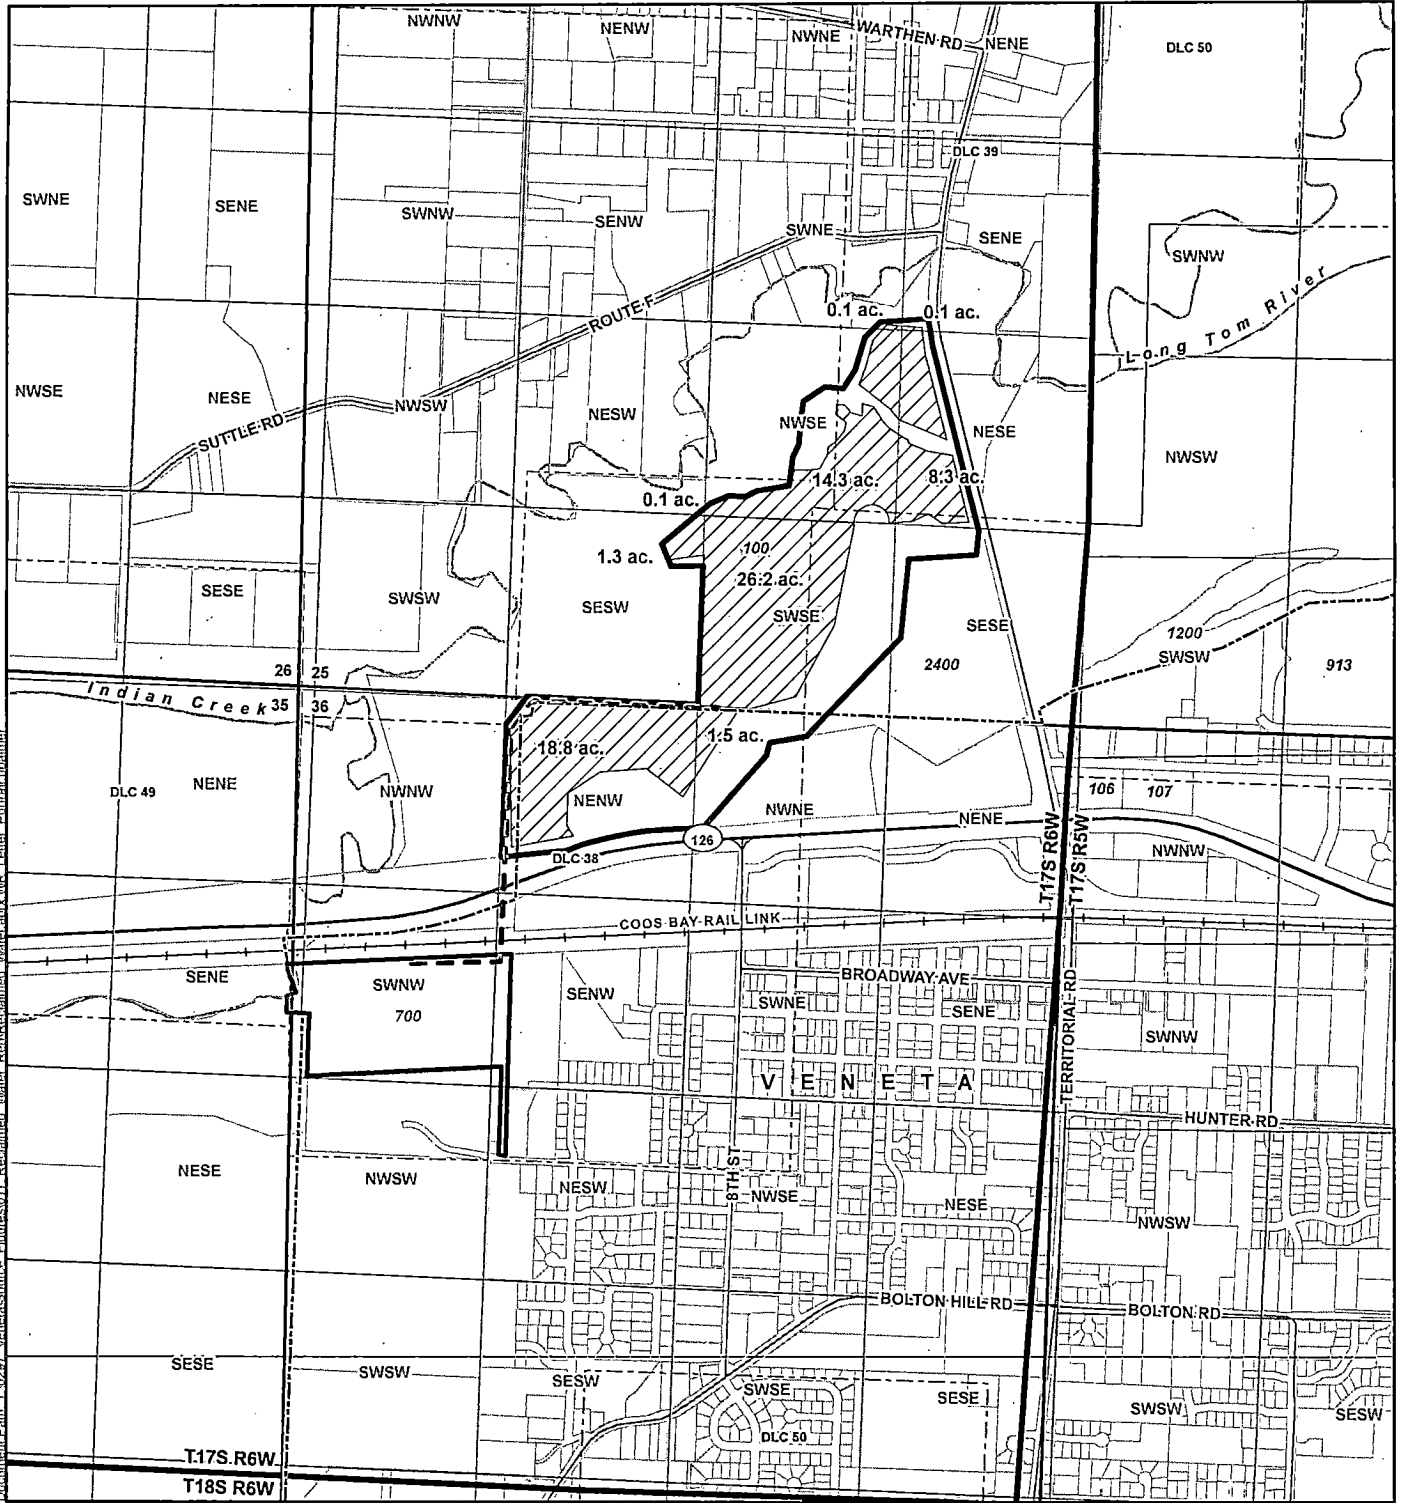 NWNW
NENW
NWNE
WARTHEN RD
NENE
DLC 50
DLC 39
SWNE
SENE
SWNW
SENW
SWNE
SENE
SWNW
ROUTE F
0.1 ac.
0.1 ac.
Long Tom River
NWSE
NESE
SUTTLE RD
NWSW
NESW
NWSE
NESE
NWSW
14.3 ac.
8.3 ac.
0.1 ac.
1.3 ac.
100
26.2 ac.
SESE
SWSW
SESW
SWSE
SESE
2400
1200
SWSW
913
26 25
35 36
Indian Creek
18.8 ac.
1.5 ac.
DLC 49
NENE
NWNW
NENW
NWNE
NENE
106
107
126
DLC 38
T17S R6W
T17S R5W
NWNW
COOS BAY RAIL LINK
SENE
SWNW
700
SENW
BROADWAY AVE
SWNE
SENE
TERRITORIAL RD
SWNW
VENETA
HUNTER RD
NESE
NWSW
NESW
8TH ST
NWSE
NESE
NWSW
BOLTON HILL RD
BOLTON RD
SESE
SWSW
SESW
SWSE
SESE
SWSW
SESW
DLC 50
T17S R6W
T18S R6W